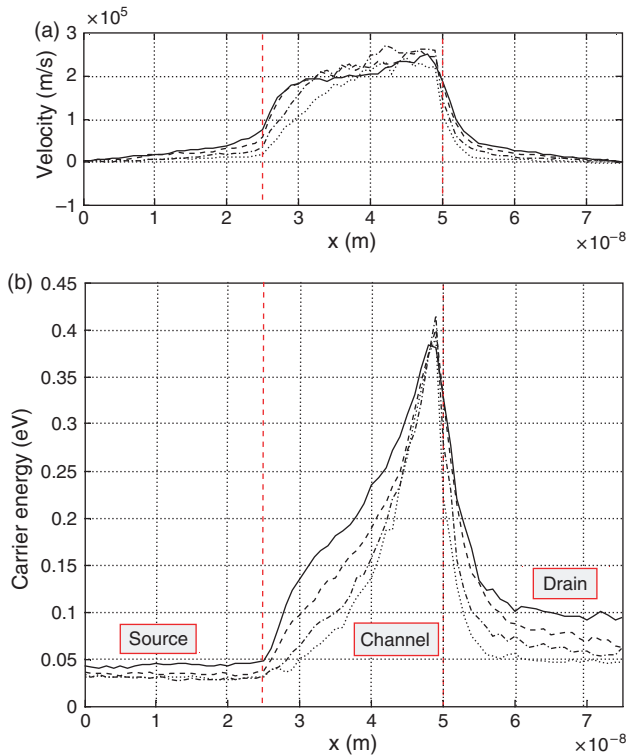 (a)
×10⁵
Velocity (m/s)
3
2
1
0
−1
0 1 2 3 4 5 6 7
x (m)
×10⁻⁸
(b)
Carrier energy (eV)
0.45
0.4
0.35
0.3
0.25
0.2
0.15
0.1
0.05
0
Drain
Source
Channel
0 1 2 3 4 5 6 7
x (m)
×10⁻⁸